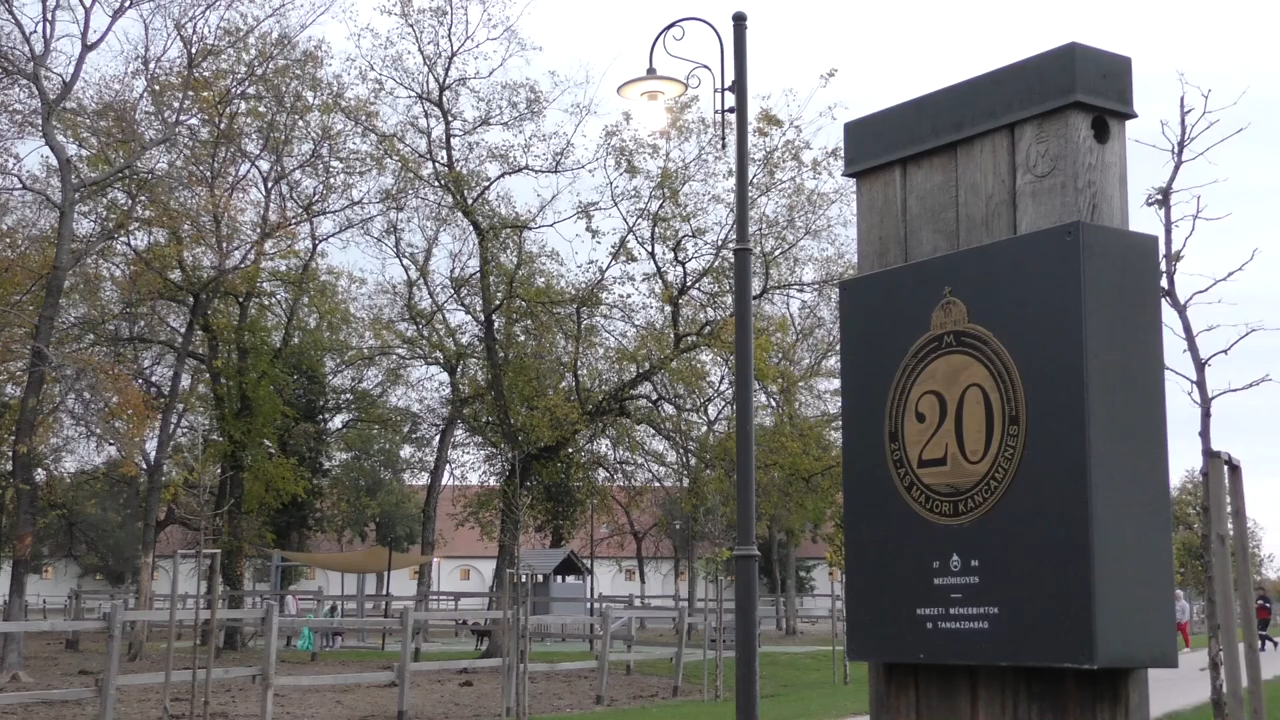 M
M
20
20-AS MAJORI KANCAMÉNES
17 84
MEZŐHEGYES
NEMZETI MÉNESBIRTOK
ÉS TANGAZDASÁG